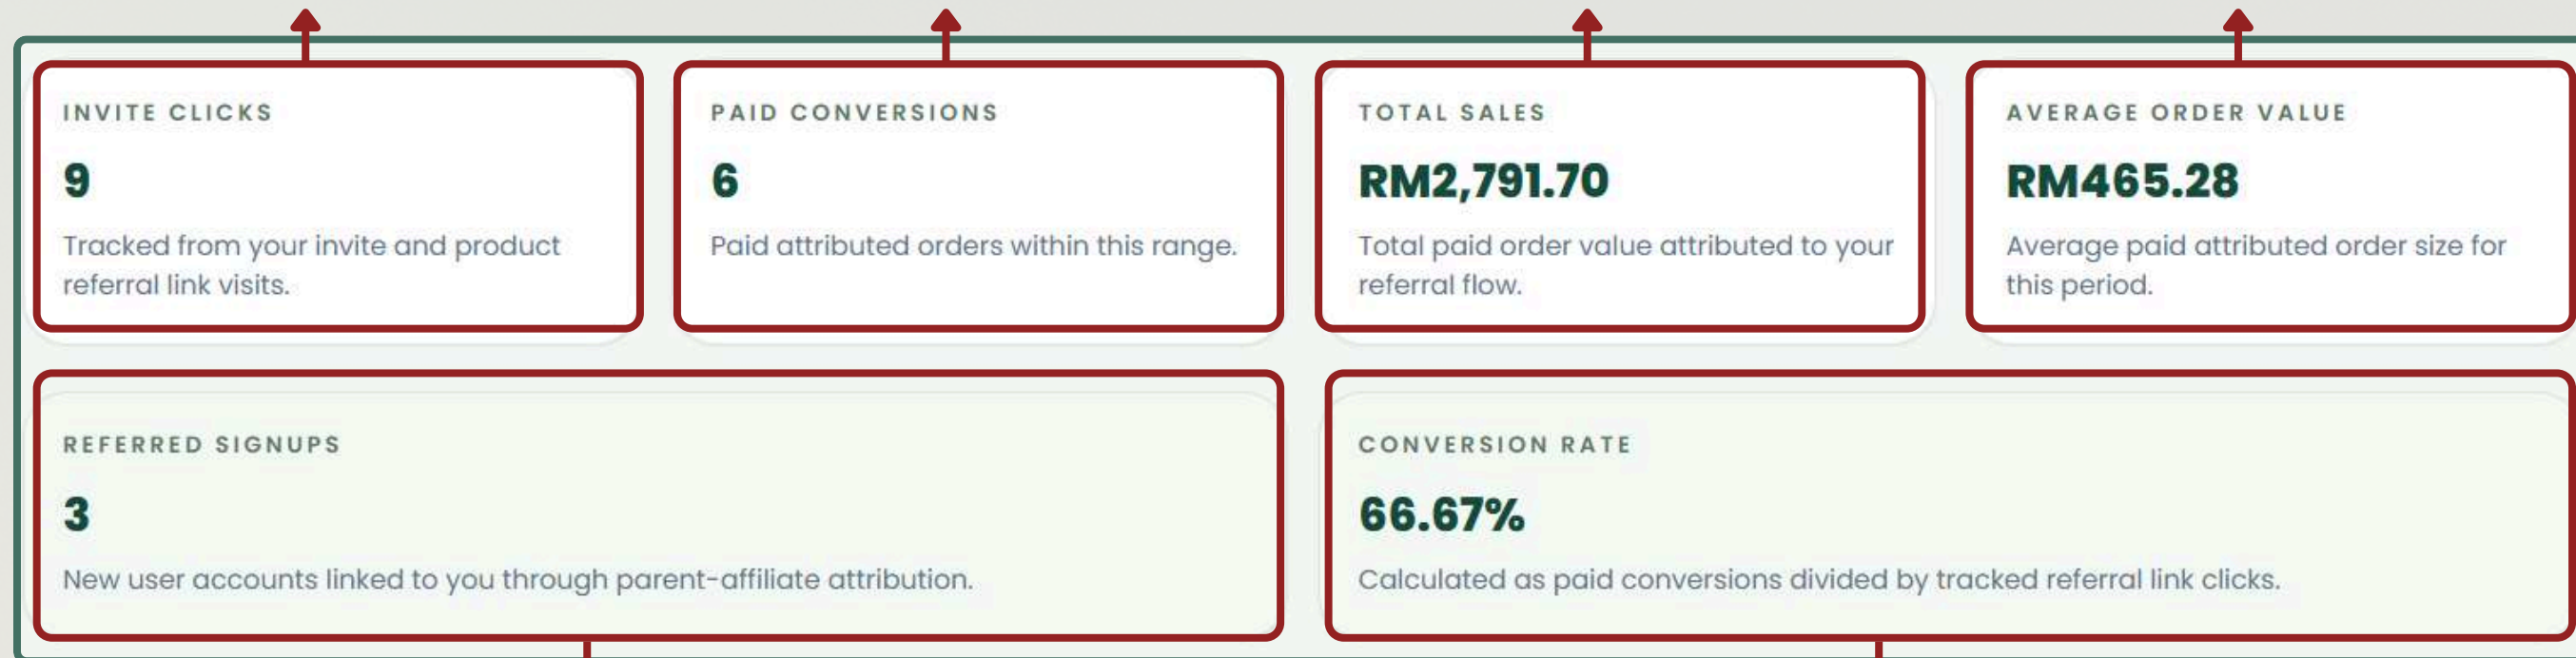 INVITE CLICKS
9
Tracked from your invite and product
referral link visits.
PAID CONVERSIONS
6
Paid attributed orders within this range.
TOTAL SALES
RM2,791.70
Total paid order value attributed to your
referral flow.
AVERAGE ORDER VALUE
RM465.28
Average paid attributed order size for
this period.
REFERRED SIGNUPS
3
New user accounts linked to you through parent-affiliate attribution.
CONVERSION RATE
66.67%
Calculated as paid conversions divided by tracked referral link clicks.